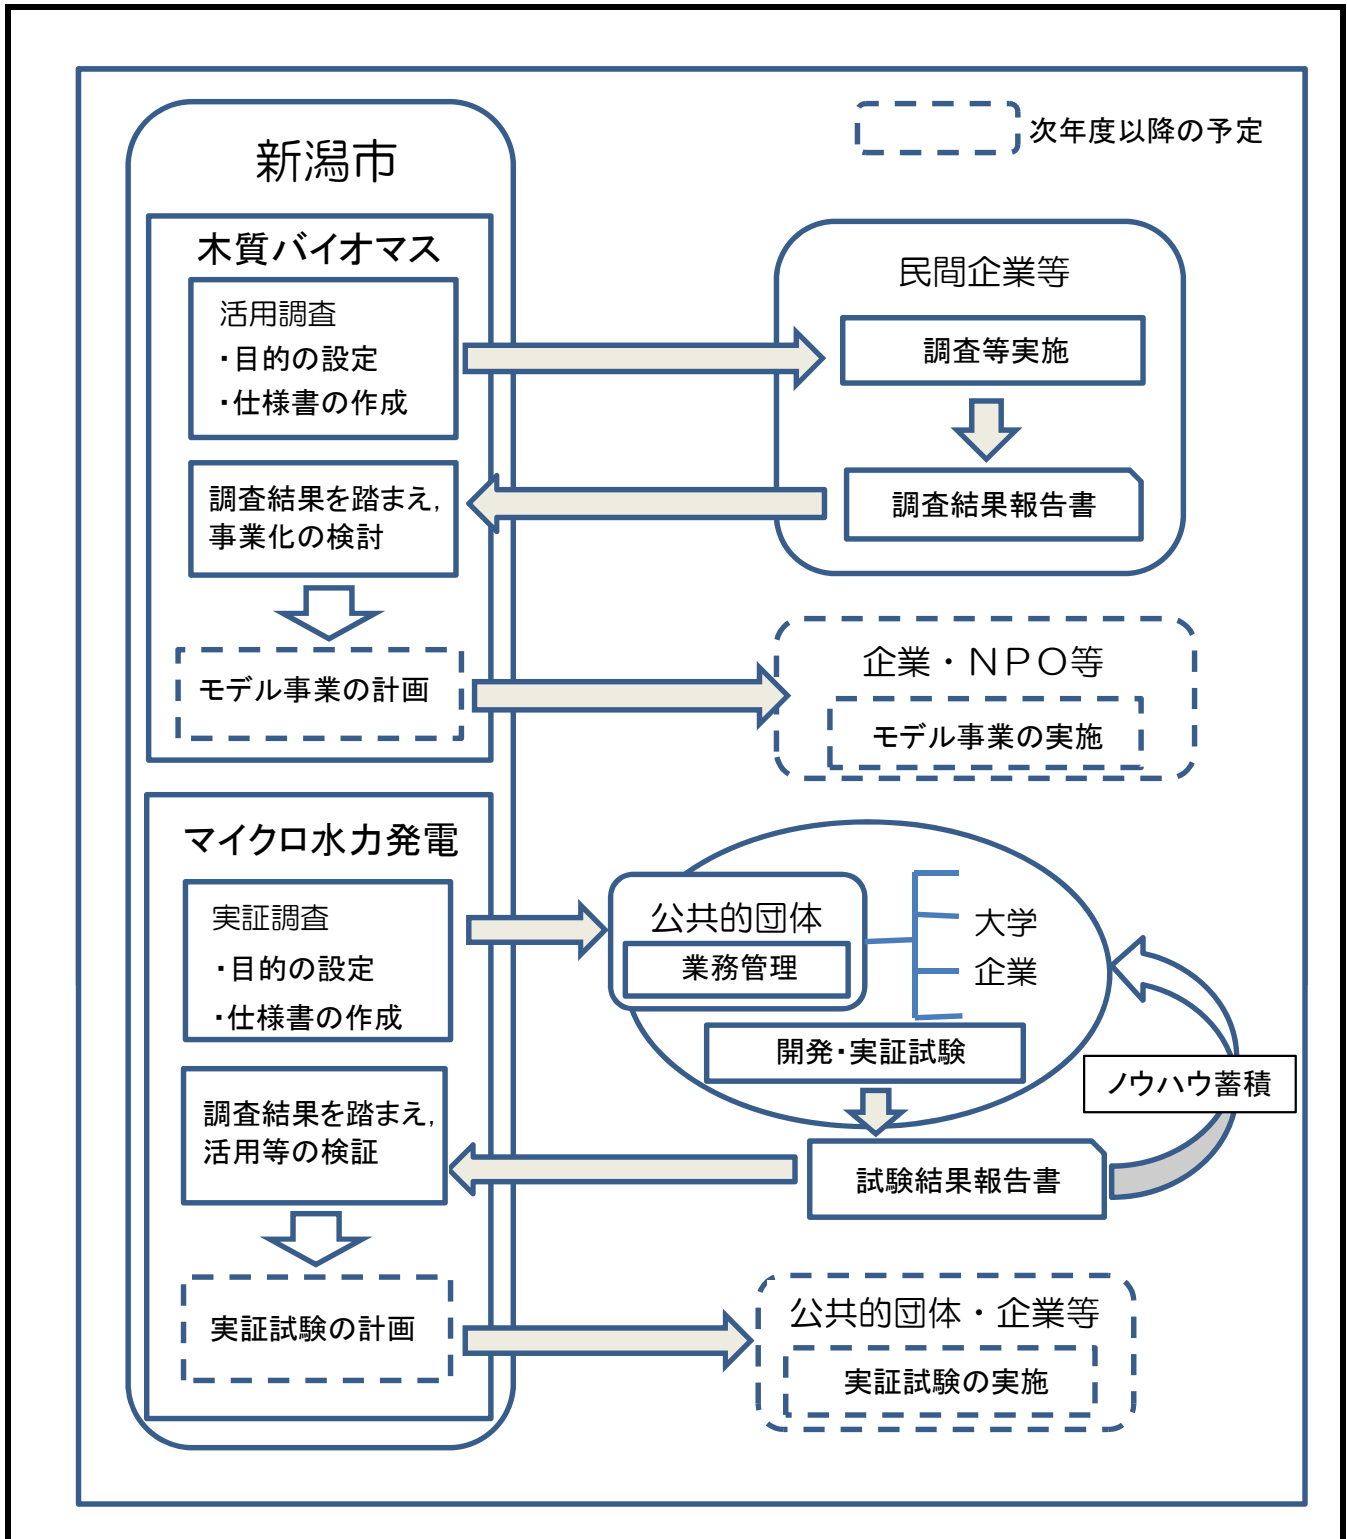 新潟市
次年度以降の予定
木質バイオマス
活用調査
・目的の設定
・仕様書の作成
民間企業等
調査等実施
調査結果報告書
調査結果を踏まえ,
事業化の検討
モデル事業の計画
企業・ＮＰＯ等
モデル事業の実施
マイクロ水力発電
実証調査
・目的の設定
・仕様書の作成
公共的団体
業務管理
大学
企業
開発・実証試験
ノウハウ蓄積
調査結果を踏まえ,
活用等の検証
試験結果報告書
実証試験の計画
公共的団体・企業等
実証試験の実施